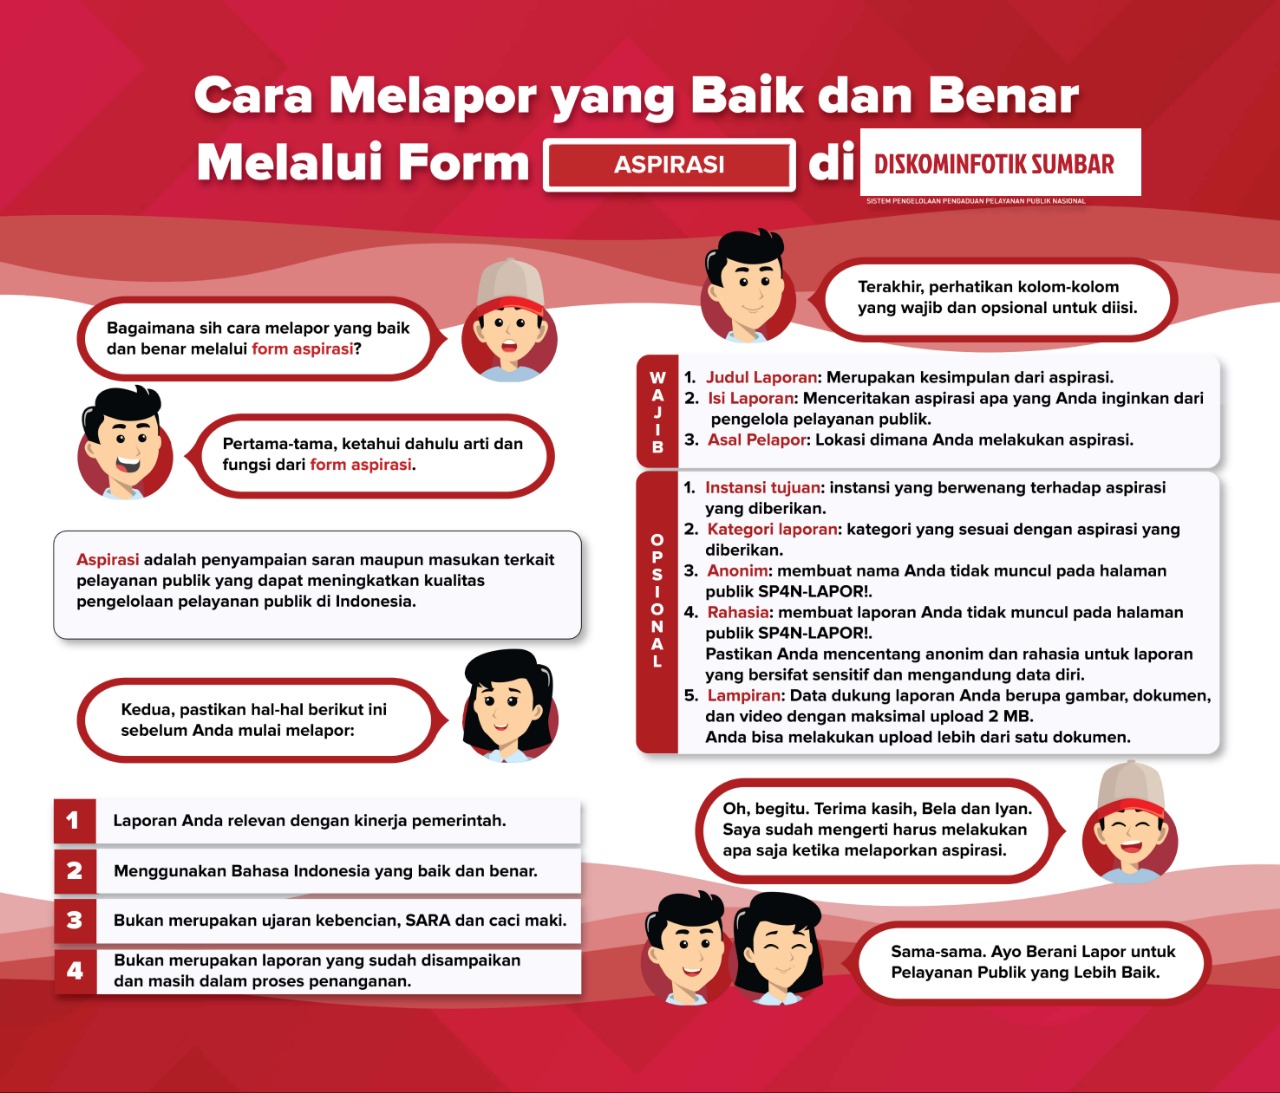 Cara Melapor yang Baik dan Benar
Melalui Form ASPIRASI di DISKOMINFOTIK SUMBAR
SISTEM PENGELOLAAN PENGADUAN PELAYANAN PUBLIK NASIONAL
Bagaimana sih cara melapor yang baik
dan benar melalui form aspirasi?
Pertama-tama, ketahui dahulu arti dan
fungsi dari form aspirasi.
Aspirasi adalah penyampaian saran maupun masukan terkait
pelayanan publik yang dapat meningkatkan kualitas
pengelolaan pelayanan publik di Indonesia.
Kedua, pastikan hal-hal berikut ini
sebelum Anda mulai melapor:
1 Laporan Anda relevan dengan kinerja pemerintah.
2 Menggunakan Bahasa Indonesia yang baik dan benar.
3 Bukan merupakan ujaran kebencian, SARA dan caci maki.
4 Bukan merupakan laporan yang sudah disampaikan
dan masih dalam proses penanganan.
Terakhir, perhatikan kolom-kolom
yang wajib dan opsional untuk diisi.
WAJIB
1. Judul Laporan: Merupakan kesimpulan dari aspirasi.
2. Isi Laporan: Menceritakan aspirasi apa yang Anda inginkan dari
pengelola pelayanan publik.
3. Asal Pelapor: Lokasi dimana Anda melakukan aspirasi.
OPSIONAL
1. Instansi tujuan: instansi yang berwenang terhadap aspirasi
yang diberikan.
2. Kategori laporan: kategori yang sesuai dengan aspirasi yang
diberikan.
3. Anonim: membuat nama Anda tidak muncul pada halaman
publik SP4N-LAPOR!.
4. Rahasia: membuat laporan Anda tidak muncul pada halaman
publik SP4N-LAPOR!.
Pastikan Anda mencentang anonim dan rahasia untuk laporan
yang bersifat sensitif dan mengandung data diri.
5. Lampiran: Data dukung laporan Anda berupa gambar, dokumen,
dan video dengan maksimal upload 2 MB.
Anda bisa melakukan upload lebih dari satu dokumen.
Oh, begitu. Terima kasih, Bela dan Iyan.
Saya sudah mengerti harus melakukan
apa saja ketika melaporkan aspirasi.
Sama-sama. Ayo Berani Lapor untuk
Pelayanan Publik yang Lebih Baik.